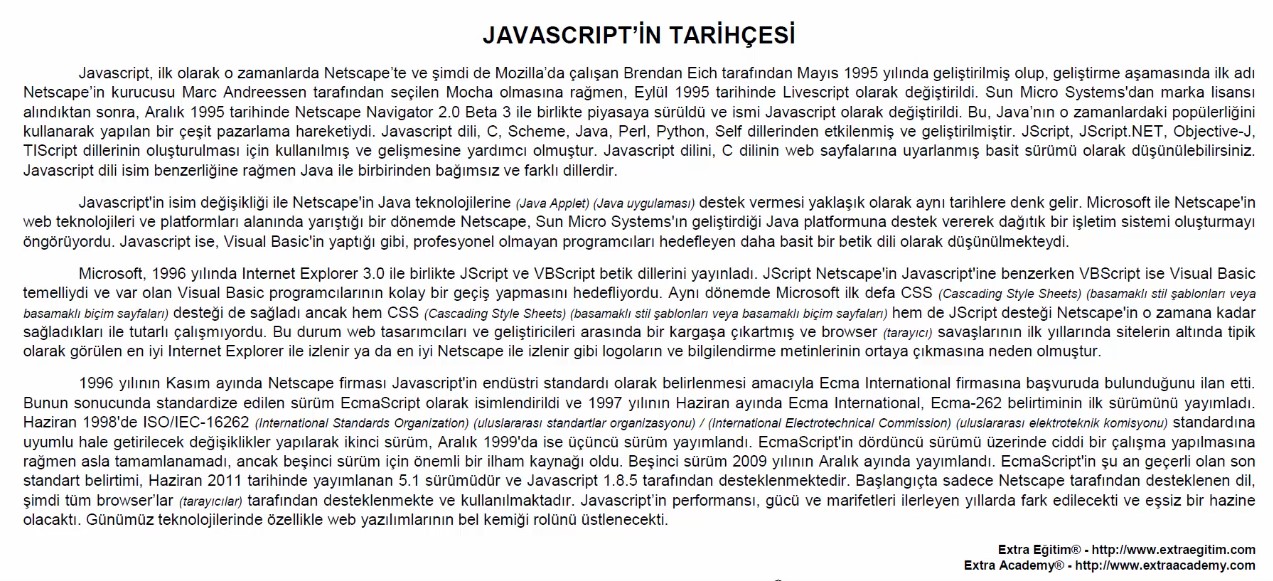 JAVASCRIPT’İN TARİHÇESİ
Javascript, ilk olarak o zamanlarda Netscape’te ve şimdi de Mozilla’da çalışan Brendan Eich tarafından Mayıs 1995 yılında geliştirilmiş olup, geliştirme aşamasında ilk adı
Netscape’in kurucusu Marc Andreessen tarafından seçilen Mocha olmasına rağmen, Eylül 1995 tarihinde Livescript olarak değiştirildi. Sun Micro Systems'dan marka lisansı
alındıktan sonra, Aralık 1995 tarihinde Netscape Navigator 2.0 Beta 3 ile birlikte piyasaya sürüldü ve ismi Javascript olarak değiştirildi. Bu, Java’nın o zamanlardaki popülerliğini
kullanarak yapılan bir çeşit pazarlama hareketiydi. Javascript dili, C, Scheme, Java, Perl, Python, Self dillerinden etkilenmiş ve geliştirilmiştir. JScript, JScript.NET, Objective-J,
TIScript dillerinin oluşturulması için kullanılmış ve gelişmesine yardımcı olmuştur. Javascript dilini, C dilinin web sayfalarına uyarlanmış basit sürümü olarak düşünülebilirsiniz.
Javascript dili isim benzerliğine rağmen Java ile birbirinden bağımsız ve farklı dillerdir.
Javascript'in isim değişikliği ile Netscape'in Java teknolojilerine (Java Applet) (Java uygulaması) destek vermesi yaklaşık olarak aynı tarihlere denk gelir. Microsoft ile Netscape'in
web teknolojileri ve platformları alanında yarıştığı bir dönemde Netscape, Sun Micro Systems'ın geliştirdiği Java platformuna destek vererek dağıtık bir işletim sistemi oluşturmayı
öngörüyordu. Javascript ise, Visual Basic'in yaptığı gibi, profesyonel olmayan programcıları hedefleyen daha basit bir betik dili olarak düşünülmekteydi.
Microsoft, 1996 yılında Internet Explorer 3.0 ile birlikte JScript ve VBScript betik dillerini yayınladı. JScript Netscape'in Javascript'ine benzerken VBScript ise Visual Basic
temelliydi ve var olan Visual Basic programcılarının kolay bir geçiş yapmasını hedefliyordu. Aynı dönemde Microsoft ilk defa CSS (Cascading Style Sheets) (basamaklı stil şablonları veya
basamaklı biçim sayfaları) desteği de sağladı ancak hem CSS (Cascading Style Sheets) (basamaklı stil şablonları veya basamaklı biçim sayfaları) hem de JScript desteği Netscape'in o zamana kadar
sağladıkları ile tutarlı çalışmıyordu. Bu durum web tasarımcıları ve geliştiricileri arasında bir kargaşa çıkartmış ve browser (tarayıcı) savaşlarının ilk yıllarında sitelerin altında tipik
olarak görülen en iyi Internet Explorer ile izlenir ya da en iyi Netscape ile izlenir gibi logoların ve bilgilendirme metinlerinin ortaya çıkmasına neden olmuştur.
1996 yılının Kasım ayında Netscape firması Javascript'in endüstri standardı olarak belirlenmesi amacıyla Ecma International firmasına başvuruda bulunduğunu ilan etti.
Bunun sonucunda standardize edilen sürüm EcmaScript olarak isimlendirildi ve 1997 yılının Haziran ayında Ecma International, Ecma-262 belirtiminin ilk sürümünü yayımladı.
Haziran 1998'de ISO/IEC-16262 (International Standards Organization) (uluslararası standartlar organizasyonu) / (International Electrotechnical Commission) (uluslararası elektroteknik komisyonu) standardına
uyumlu hale getirilecek değişiklikler yapılarak ikinci sürüm, Aralık 1999'da ise üçüncü sürüm yayımlandı. EcmaScript'in dördüncü sürümü üzerinde ciddi bir çalışma yapılmasına
rağmen asla tamamlanamadı, ancak beşinci sürüm için önemli bir ilham kaynağı oldu. Beşinci sürüm 2009 yılının Aralık ayında yayımlandı. EcmaScript'in şu an geçerli olan son
standart belirtimi, Haziran 2011 tarihinde yayımlanan 5.1 sürümüdür ve Javascript 1.8.5 tarafından desteklenmektedir. Başlangıçta sadece Netscape tarafından desteklenen dil,
şimdi tüm browser’lar (tarayıcılar) tarafından desteklenmekte ve kullanılmaktadır. Javascript’in performansı, gücü ve marifetleri ilerleyen yıllarda fark edilecekti ve eşsiz bir hazine
olacaktı. Günümüz teknolojilerinde özellikle web yazılımlarının bel kemiği rolünü üstlenecekti.
Extra Eğitim® - http://www.extraegitim.com
Extra Academy® - http://www.extraacademy.com